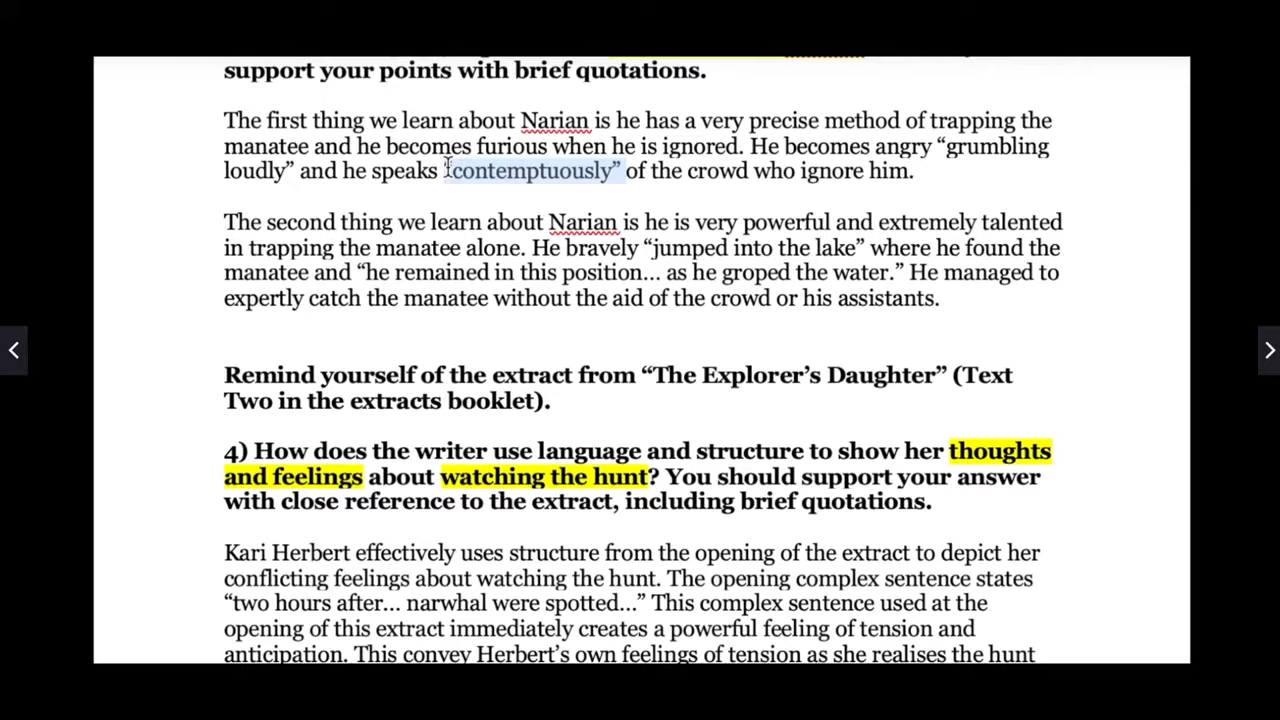 support your points with brief quotations.
The first thing we learn about Narian is he has a very precise method of trapping the
manatee and he becomes furious when he is ignored. He becomes angry “grumbling
loudly” and he speaks “contemptuously” of the crowd who ignore him.
The second thing we learn about Narian is he is very powerful and extremely talented
in trapping the manatee alone. He bravely “jumped into the lake” where he found the
manatee and “he remained in this position... as he groped the water.” He managed to
expertly catch the manatee without the aid of the crowd or his assistants.
Remind yourself of the extract from “The Explorer’s Daughter” (Text
Two in the extracts booklet).
4) How does the writer use language and structure to show her thoughts
and feelings about watching the hunt? You should support your answer
with close reference to the extract, including brief quotations.
Kari Herbert effectively uses structure from the opening of the extract to depict her
conflicting feelings about watching the hunt. The opening complex sentence states
“two hours after... narwhal were spotted...” This complex sentence used at the
opening of this extract immediately creates a powerful feeling of tension and
anticipation. This convey Herbert’s own feelings of tension as she realises the hunt